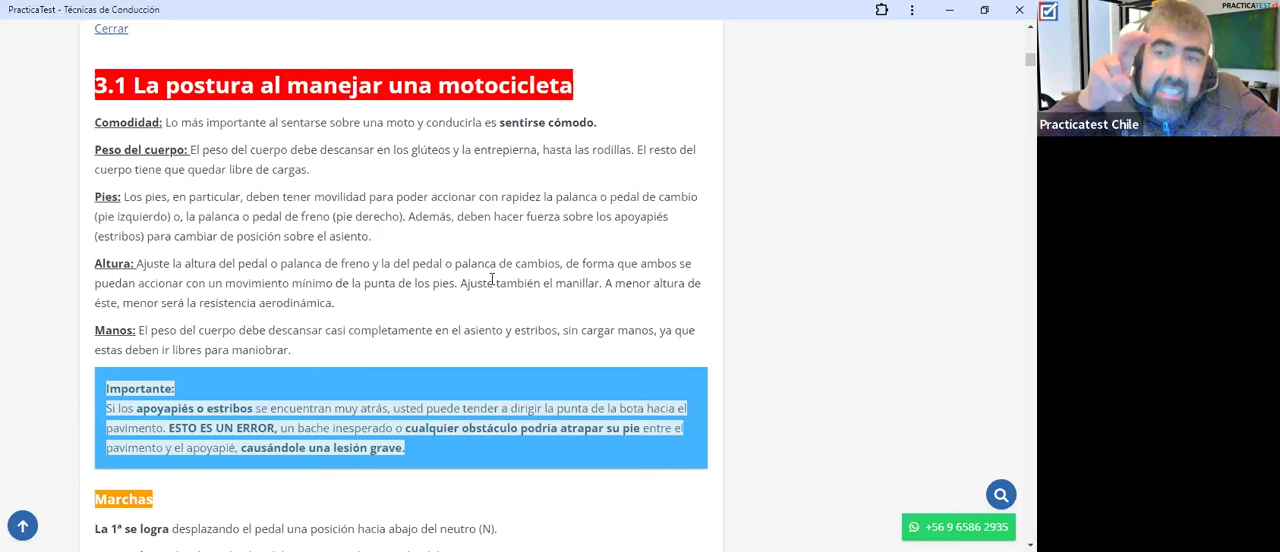 PracticaTest - Técnicas de Conducción
PRACTICATEST.cl
Cerrar
3.1 La postura al manejar una motocicleta
Comodidad: Lo más importante al sentarse sobre una moto y conducirla es sentirse cómodo.
Peso del cuerpo: El peso del cuerpo debe descansar en los glúteos y la entrepierna, hasta las rodillas. El resto del
cuerpo tiene que quedar libre de cargas.
Pies: Los pies, en particular, deben tener movilidad para poder accionar con rapidez la palanca o pedal de cambio
(pie izquierdo) o, la palanca o pedal de freno (pie derecho). Además, deben hacer fuerza sobre los apoyapiés
(estribos) para cambiar de posición sobre el asiento.
Altura: Ajuste la altura del pedal o palanca de freno y la del pedal o palanca de cambios, de forma que ambos se
puedan accionar con un movimiento mínimo de la punta de los pies. Ajuste también el manillar. A menor altura de
éste, menor será la resistencia aerodinámica.
Manos: El peso del cuerpo debe descansar casi completamente en el asiento y estribos, sin cargar manos, ya que
estas deben ir libres para maniobrar.
Importante:
Si los apoyapiés o estribos se encuentran muy atrás, usted puede tender a dirigir la punta de la bota hacia el
pavimento. ESTO ES UN ERROR, un bache inesperado o cualquier obstáculo podría atrapar su pie entre el
pavimento y el apoyapié, causándole una lesión grave.
Marchas
La 1ª se logra desplazando el pedal una posición hacia abajo del neutro (N).
Practicatest Chile
+56 9 6586 2935